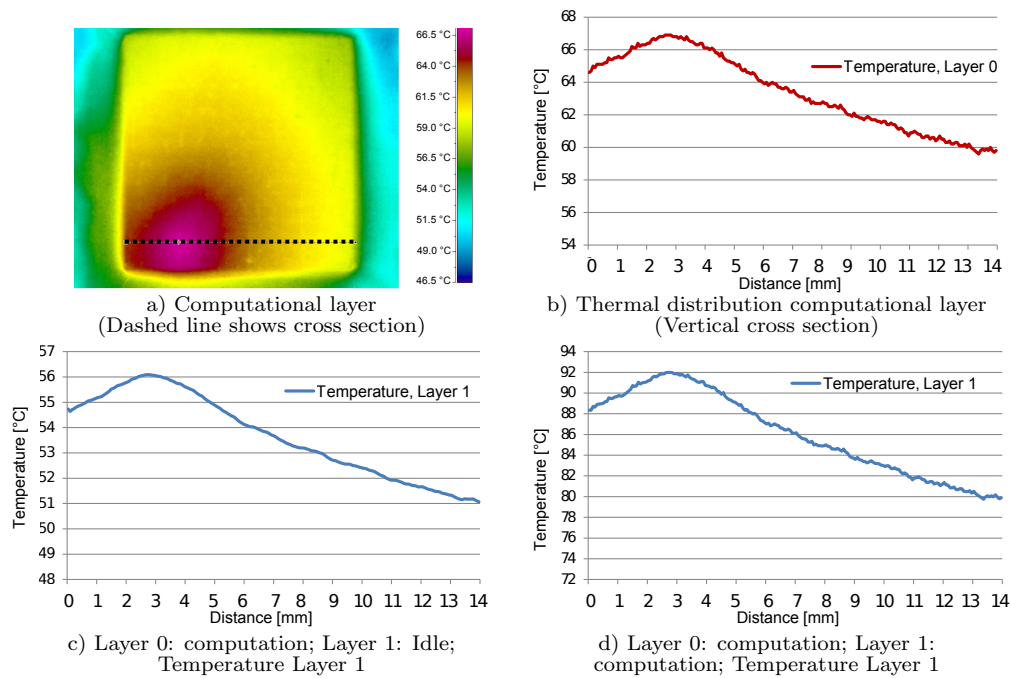 66.5 °C
64.0 °C
61.5 °C
59.0 °C
56.5 °C
54.0 °C
51.5 °C
49.0 °C
46.5 °C
a) Computational layer
(Dashed line shows cross section)
68
66
64
62
60
58
56
54
Temperature [°C]
Temperature, Layer 0
0 1 2 3 4 5 6 7 8 9 10 11 12 13 14
Distance [mm]
b) Thermal distribution computational layer
(Vertical cross section)
57
56
55
54
53
52
51
50
49
48
Temperature [°C]
Temperature, Layer 1
0 1 2 3 4 5 6 7 8 9 10 11 12 13 14
Distance [mm]
c) Layer 0: computation; Layer 1: Idle;
Temperature Layer 1
94
92
90
88
86
84
82
80
78
76
74
72
Temperature [°C]
Temperature, Layer 1
0 1 2 3 4 5 6 7 8 9 10 11 12 13 14
Distance [mm]
d) Layer 0: computation; Layer 1:
computation; Temperature Layer 1